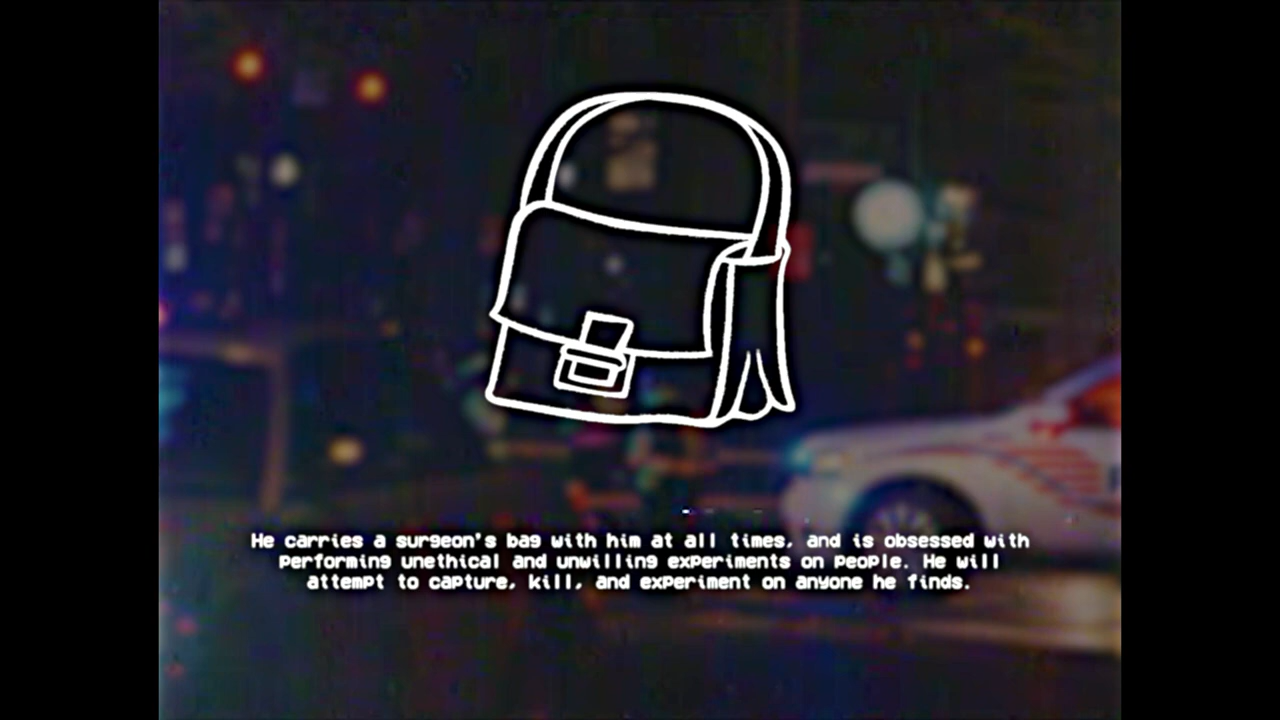 He carries a surgeon's bag with him at all times, and is obsessed with
performing unethical and unwilling experiments on people. He will
attempt to capture, kill, and experiment on anyone he finds.